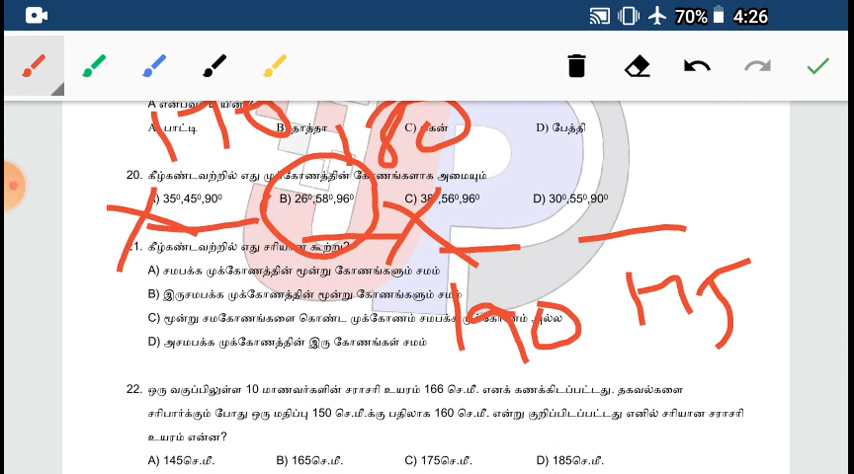 70% 4:26
A என்பவர்
170 180
A) பாட்டி B) தாத்தா C) மகன் D) பேத்தி
20. கீழ்கண்டவற்றில் எது முக்கோணத்தின் கோணங்களாக அமையும்
A) 35⁰,45⁰,90⁰ B) 26⁰,58⁰,96⁰ C) 38⁰,56⁰,96⁰ D) 30⁰,55⁰,90⁰
21. கீழ்கண்டவற்றில் எது சரியான கூற்று?
A) சமபக்க முக்கோணத்தின் மூன்று கோணங்களும் சமம்
B) இருசமபக்க முக்கோணத்தின் மூன்று கோணங்களும் சமம்
190 175
C) மூன்று சமகோணங்களை கொண்ட முக்கோணம் சமபக்க முக்கோணம் அல்ல
D) அசமபக்க முக்கோணத்தின் இரு கோணங்கள் சமம்
22. ஒரு வகுப்பிலுள்ள 10 மாணவர்களின் சராசரி உயரம் 166 செ.மீ. எனக் கணக்கிடப்பட்டது. தகவல்களை
சரிபார்க்கும் போது ஒரு மதிப்பு 150 செ.மீ.க்கு பதிலாக 160 செ.மீ. என்று குறிப்பிடப்பட்டது எனில் சரியான சராசரி
உயரம் என்ன?
A) 145செ.மீ. B) 165செ.மீ. C) 175செ.மீ. D) 185செ.மீ.